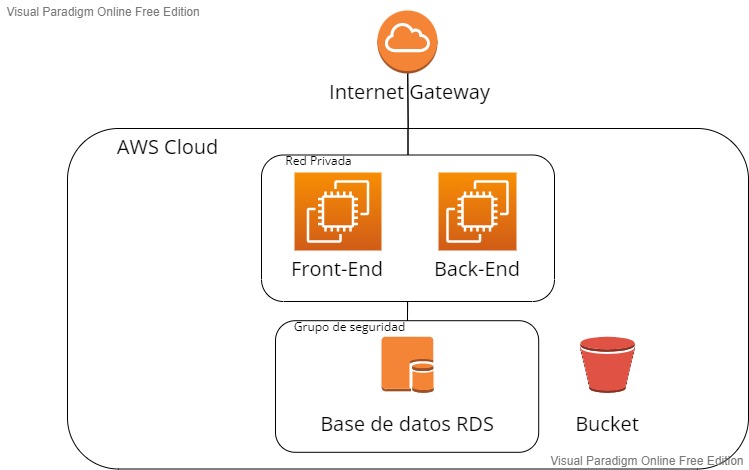 Visual Paradigm Online Free Edition
Internet Gateway
AWS Cloud
Red Privada
Front-End
Back-End
Grupo de seguridad
Base de datos RDS
Bucket
Visual Paradigm Online Free Edition